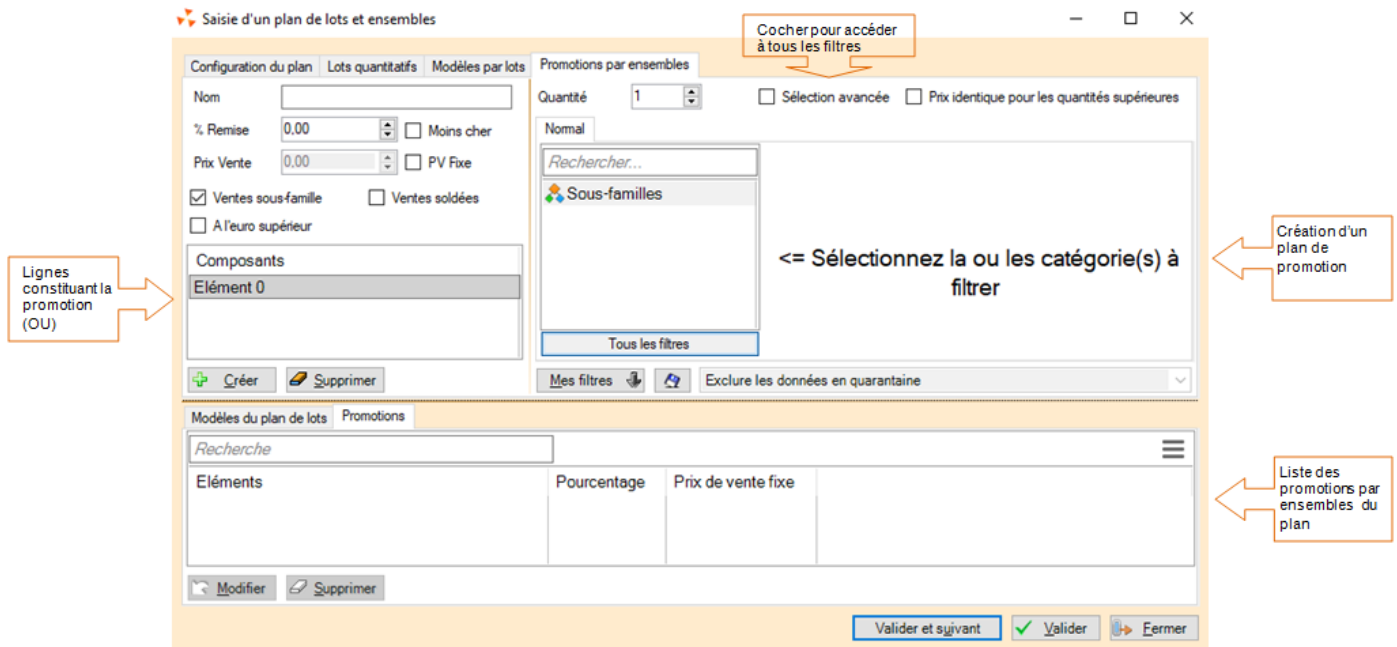 Saisie d'un plan de lots et ensembles
Cocher pour accéder
à tous les filtres
Configuration du plan
Lots quantitatifs
Modèles par lots
Promotions par ensembles
Nom
% Remise
0,00
Moins cher
Prix Vente
0,00
PV Fixe
Ventes sous-famille
Ventes soldées
A l'euro supérieur
Composants
Elément 0
Créer
Supprimer
Lignes
constituant la
promotion
(OU)
Quantité
1
Sélection avancée
Prix identique pour les quantités supérieures
Normal
Rechercher...
Sous-familles
<= Sélectionnez la ou les catégorie(s) à
filtrer
Tous les filtres
Mes filtres
Exclure les données en quarantaine
Création d'un
plan de
promotion
Modèles du plan de lots
Promotions
Recherche
Eléments
Pourcentage
Prix de vente fixe
Liste des
promotions par
ensembles du
plan
Modifier
Supprimer
Valider et suivant
Valider
Fermer